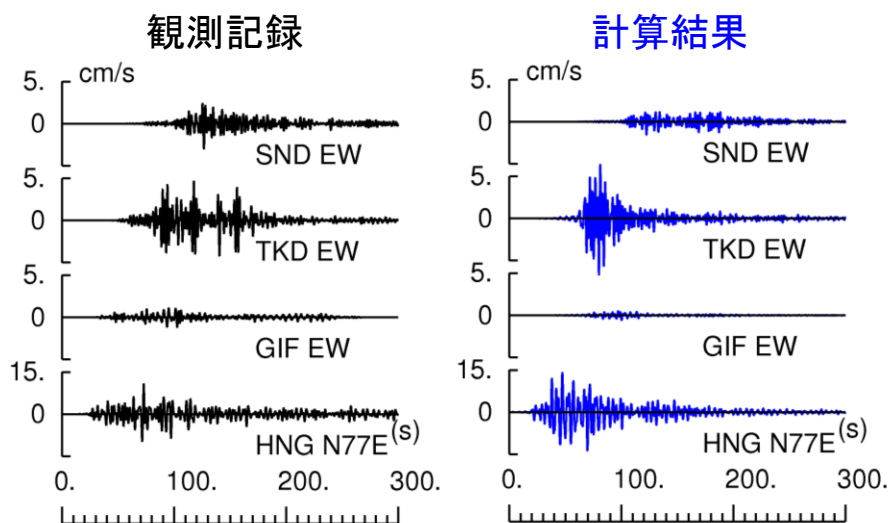 観測記録
5. cm/s
0
SND EW
5.
0
TKD EW
5.
0
GIF EW
15.
0
HNG N77E (s)
0. 100. 200. 300.
計算結果
5. cm/s
0
SND EW
5.
0
TKD EW
5.
0
GIF EW
15.
0
HNG N77E (s)
0. 100. 200. 300.